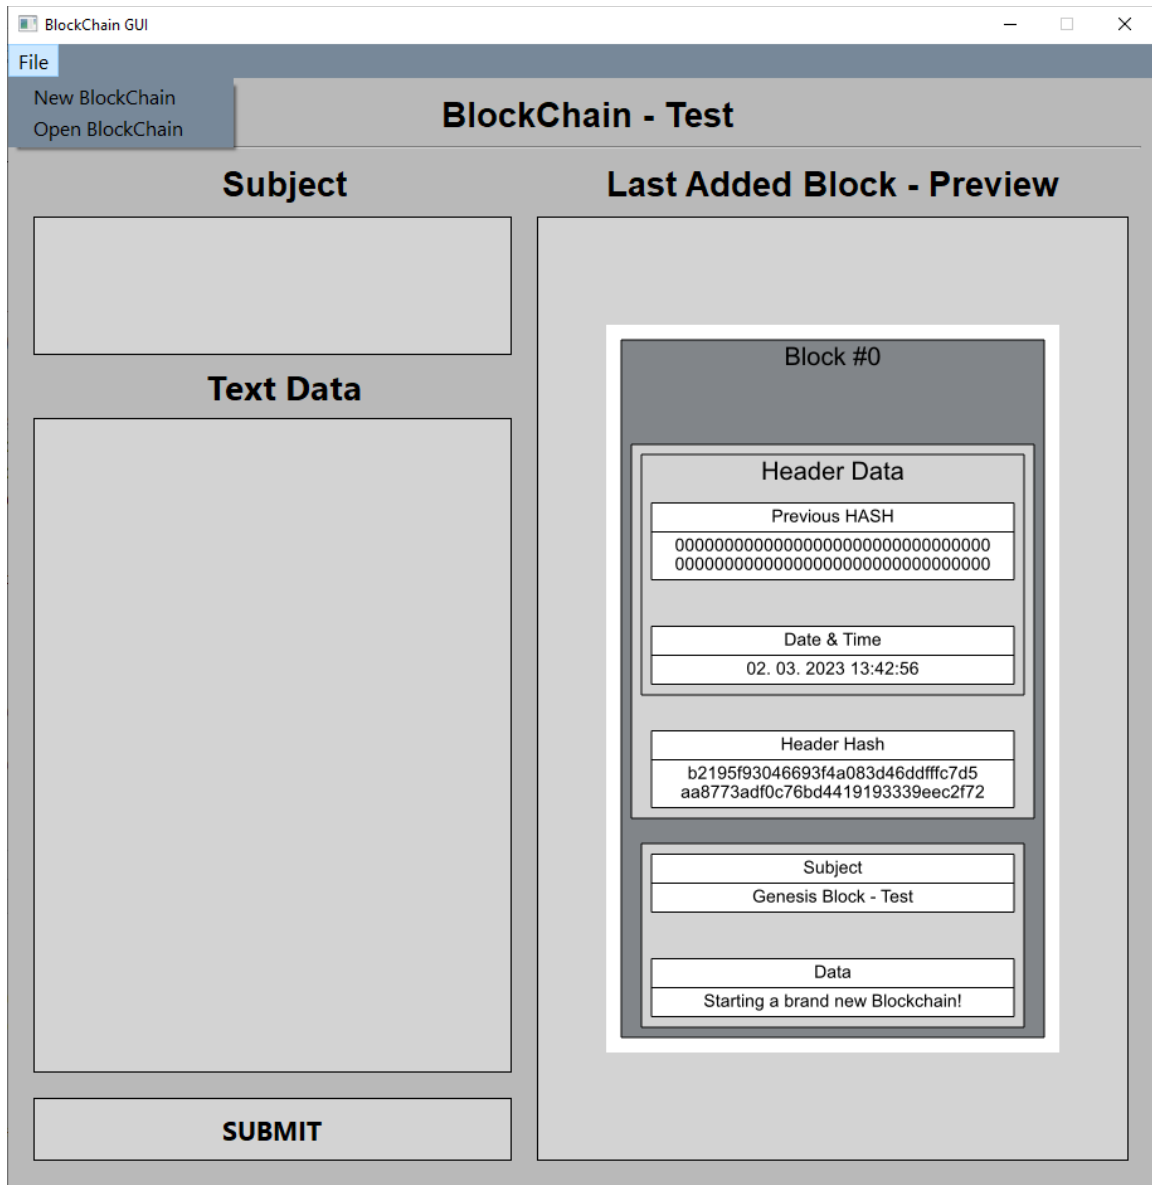 BlockChain GUI
File
New BlockChain
Open BlockChain
BlockChain - Test
Subject
Text Data
SUBMIT
Last Added Block - Preview
Block #0
Header Data
Previous HASH
00000000000000000000000000000000
00000000000000000000000000000000
Date & Time
02. 03. 2023 13:42:56
Header Hash
b2195f93046693f4a083d46ddfffc7d5
aa8773adf0c76bd4419193339eec2f72
Subject
Genesis Block - Test
Data
Starting a brand new Blockchain!